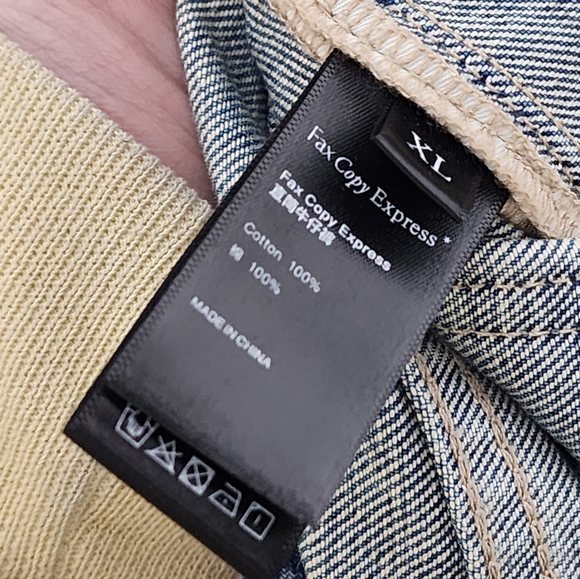 XL
Fax Copy Express*
Fax Copy Express
直筒牛仔裤
Cotton 100%
棉 100%
MADE IN CHINA